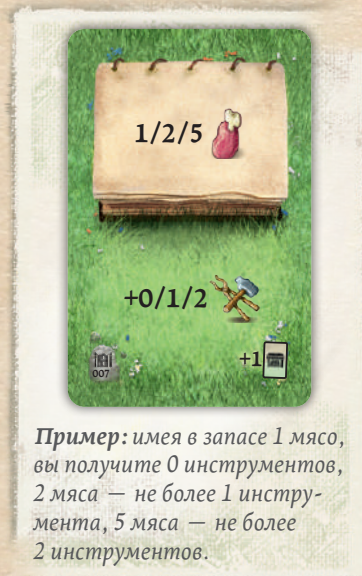 1/2/5
+0/1/2
007
+1
Пример: имея в запасе 1 мясо,
вы получите 0 инструментов,
2 мяса — не более 1 инстру-
мента, 5 мяса — не более
2 инструментов.